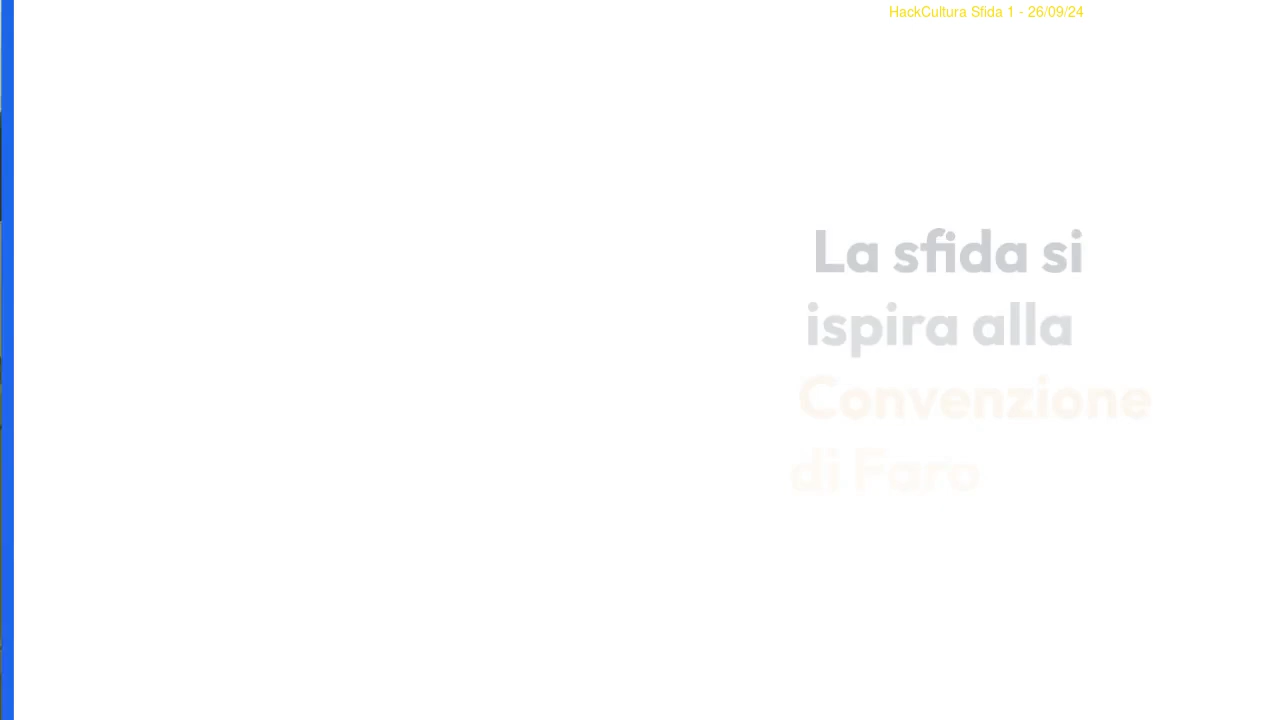 HackCultura Sfida 1 - 26/09/24
La sfida si
ispira alla
Convenzione
di Faro